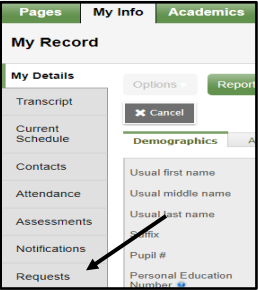 Pages My Info Academics
My Record
My Details
Transcript
Current
Schedule
Contacts
Attendance
Assessments
Notifications
Requests
Options Report
Cancel
Demographics A
Usual first name
Usual middle name
Usual last name
Suffix
Pupil #
Personal Education
Number